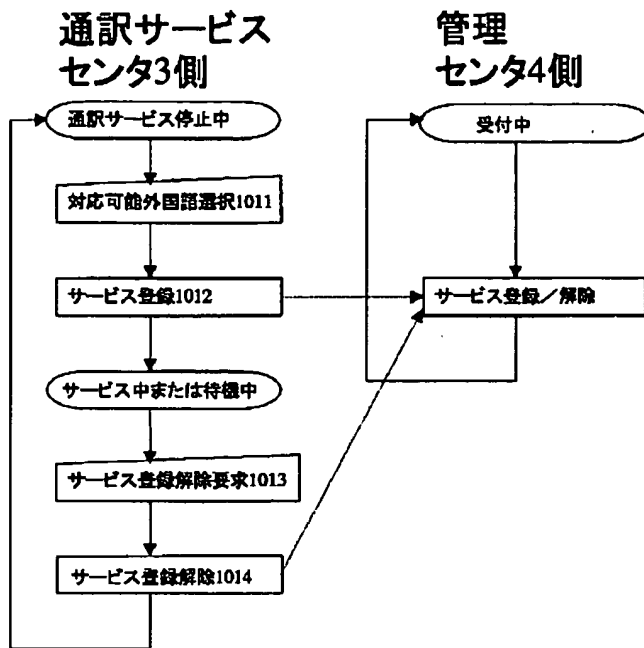 通訳サービス
センタ3側
管理
センタ4側
通訳サービス停止中
対応可能外国語選択1011
サービス登録1012
サービス中または待機中
サービス登録解除要求1013
サービス登録解除1014
受付中
サービス登録／解除